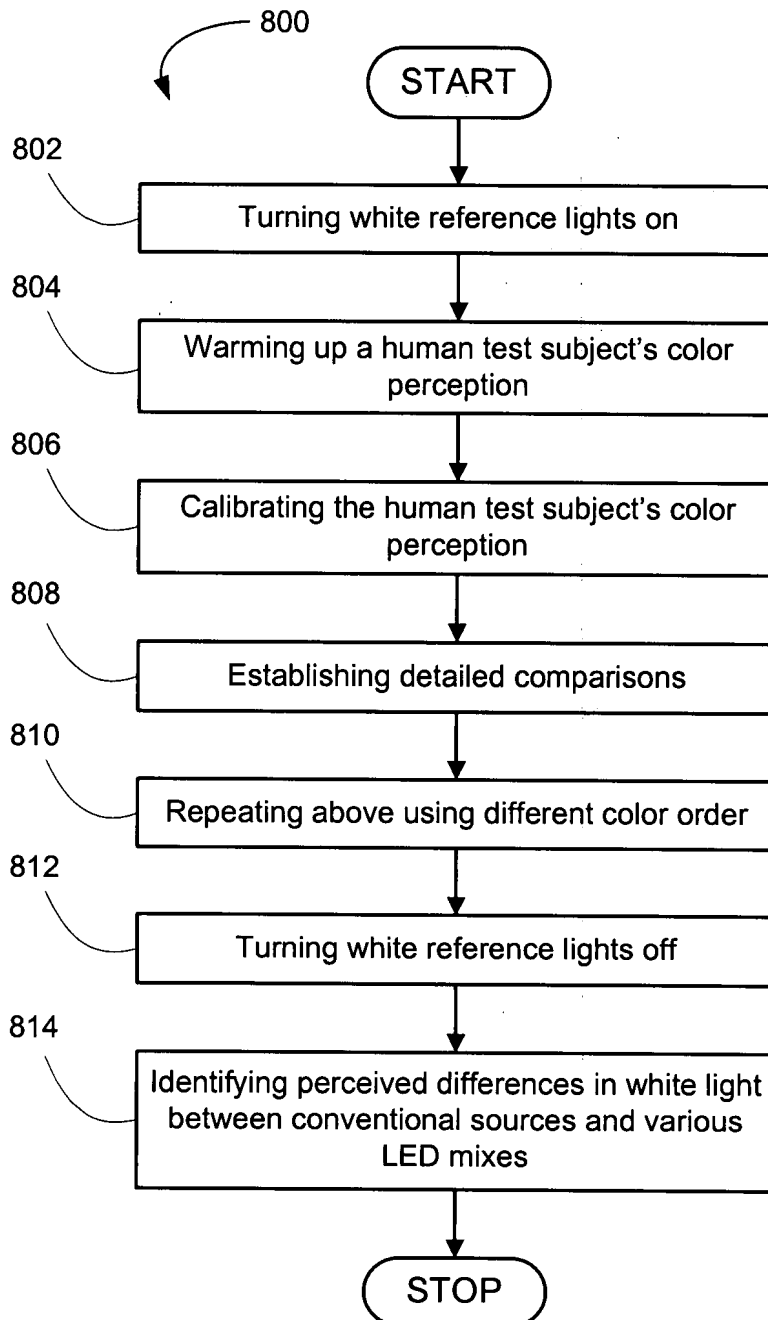 800
START
802
Turning white reference lights on
804
Warming up a human test subject's color
perception
806
Calibrating the human test subject's color
perception
808
Establishing detailed comparisons
810
Repeating above using different color order
812
Turning white reference lights off
814
Identifying perceived differences in white light
between conventional sources and various
LED mixes
STOP